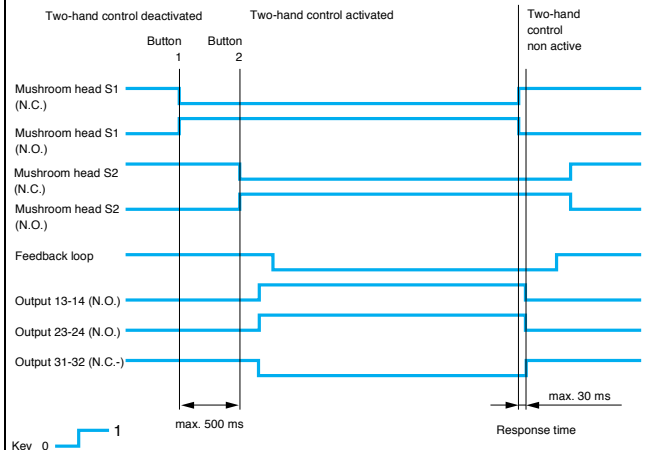 Two-hand control deactivated
Two-hand control activated
Two-hand
control
non active
Button
1
Button
2
Mushroom head S1
(N.C.)
Mushroom head S1
(N.O.)
Mushroom head S2
(N.C.)
Mushroom head S2
(N.O.)
Feedback loop
Output 13-14 (N.O.)
Output 23-24 (N.O.)
Output 31-32 (N.C.-)
max. 500 ms
max. 30 ms
Response time
Key 0
1